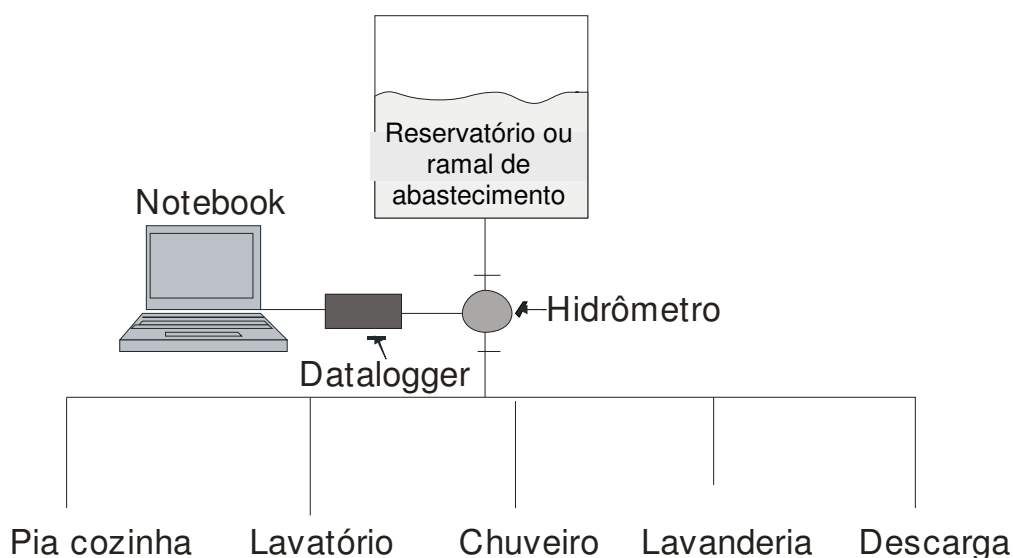 Reservatório ou
ramal de
abastecimento
Notebook
Hidrômetro
Datalogger
Pia cozinha Lavatório Chuveiro Lavanderia Descarga